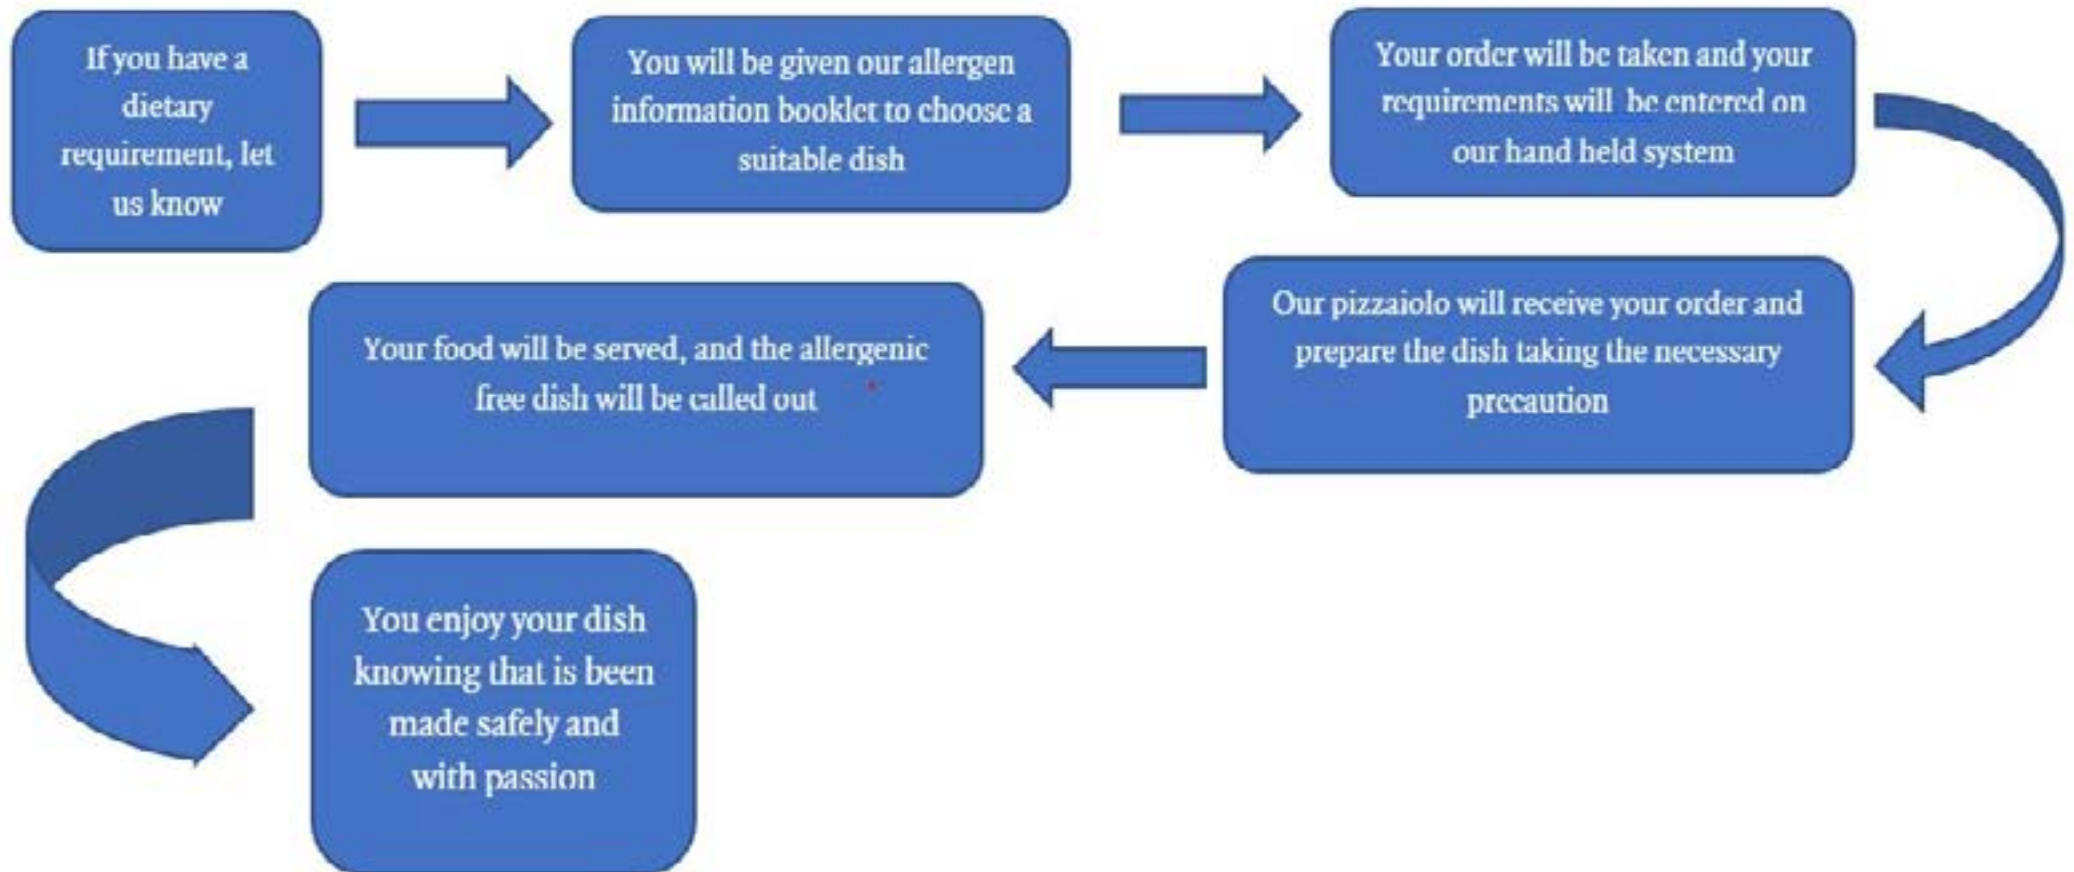 If you have a
dietary
requirement, let
us know
You will be given our allergen
information booklet to choose a
suitable dish
Your order will be taken and your
requirements will be entered on
our hand held system
Our pizzaiolo will receive your order and
prepare the dish taking the necessary
precaution
Your food will be served, and the allergenic
free dish will be called out
You enjoy your dish
knowing that is been
made safely and
with passion